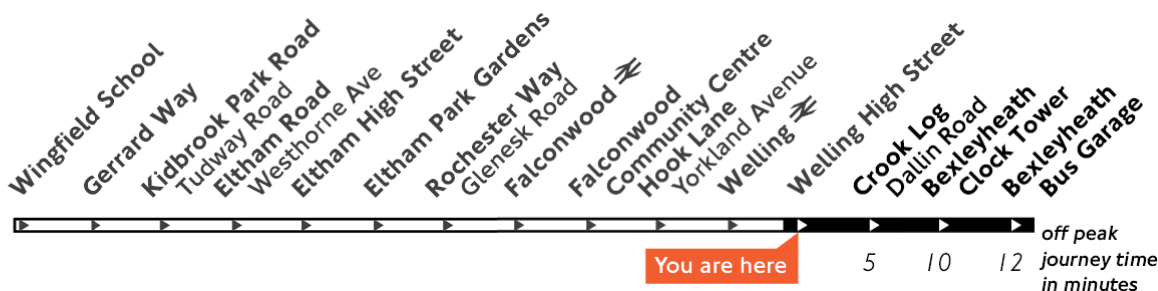 Wingfield School
Gerrard Way
Kidbrook Park Road
Tudway Road
Eltham Road
Westhorne Ave
Eltham High Street
Eltham Park Gardens
Rochester Way
Glenesk Road
Falconwood
Falconwood
Community Centre
Hook Lane
Yorkland Avenue
Welling
Welling High Street
Crook Log
Dallin Road
Bexleyheath
Clock Tower
Bexleyheath
Bus Garage
You are here
5
10
12
off peak
journey time
in minutes